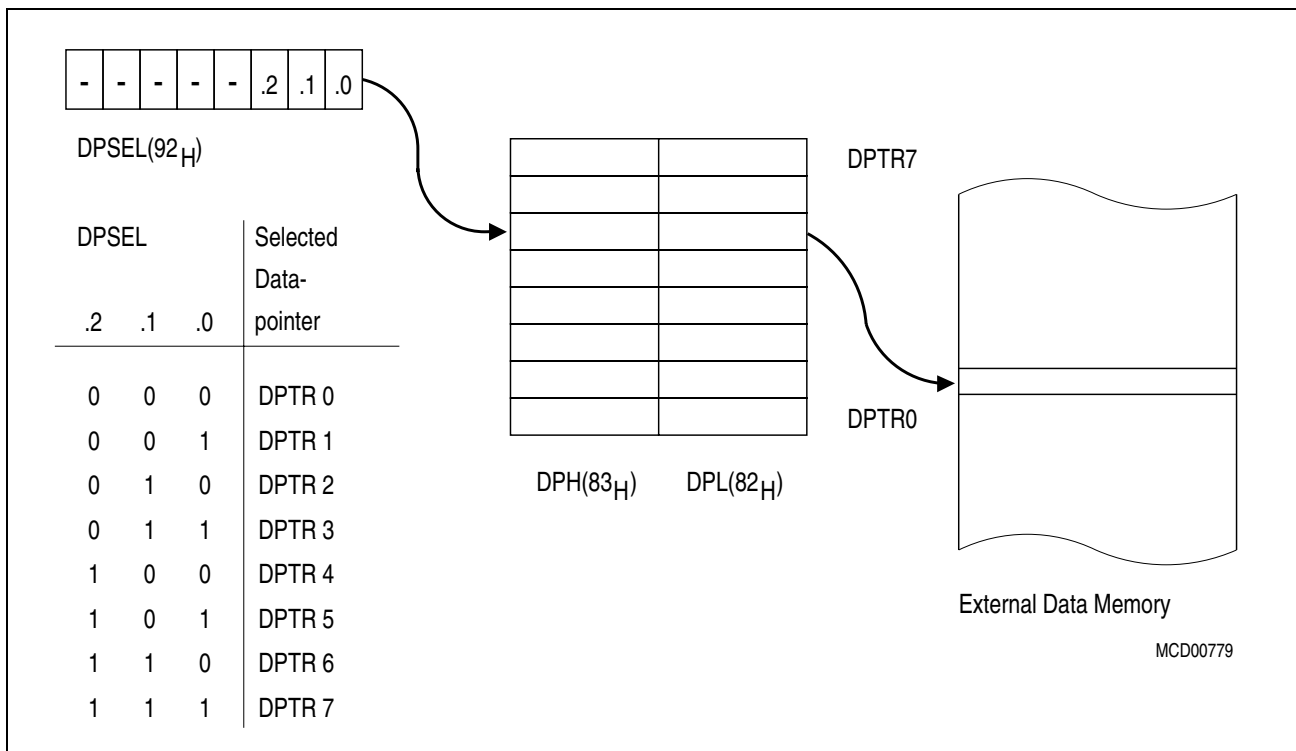 - - - - - .2 .1 .0
DPSEL(92H)
DPSEL Selected
Data-
.2 .1 .0 pointer
0 0 0 DPTR 0
0 0 1 DPTR 1
0 1 0 DPTR 2
0 1 1 DPTR 3
1 0 0 DPTR 4
1 0 1 DPTR 5
1 1 0 DPTR 6
1 1 1 DPTR 7
DPTR7
DPTR0
DPH(83H) DPL(82H)
External Data Memory
MCD00779